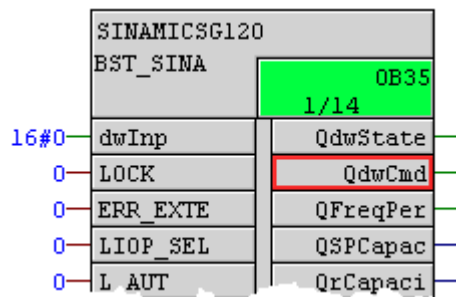 SINAMICSG120
BST_SINA
OB35
1/14
16#0 dwInp QdwState
0 LOCK QdwCmd
0 ERR_EXTE QFreqPer
0 LIOP_SEL QSPCapac
0 L_AUT QrCapaci